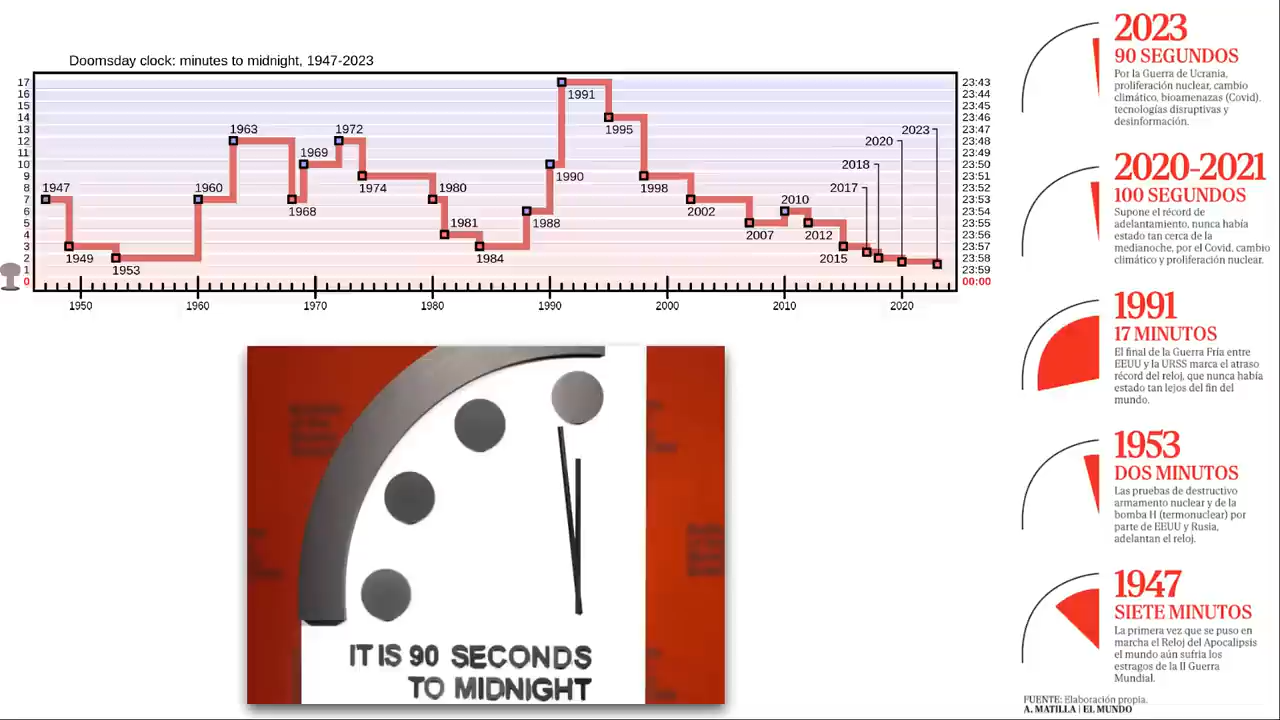 Doomsday clock: minutes to midnight, 1947-2023
17
16
15
14
13
12
11
10
9
8
7
6
5
4
3
2
1
0
1947
1949
1953
1960
1963
1968
1969
1972
1974
1980
1981
1984
1988
1990
1991
1995
1998
2002
2007
2010
2012
2015
2017
2018
2020
2023
23:43
23:44
23:45
23:46
23:47
23:48
23:49
23:50
23:51
23:52
23:53
23:54
23:55
23:56
23:57
23:58
23:59
00:00
1950
1960
1970
1980
1990
2000
2010
2020
IT IS 90 SECONDS
TO MIDNIGHT
2023
90 SEGUNDOS
Por la Guerra de Ucrania,
proliferación nuclear, cambio
climático, bioamenazas (Covid),
tecnologías disruptivas y
desinformación.
2020-2021
100 SEGUNDOS
Supone el récord de
adelantamiento, nunca había
estado tan cerca de la
medianoche, por el Covid, cambio
climático y proliferación nuclear.
1991
17 MINUTOS
El final de la Guerra Fría entre
EEUU y la URSS marca el atraso
récord del reloj, que nunca había
estado tan lejos del fin del
mundo.
1953
DOS MINUTOS
Las pruebas de destructivo
armamento nuclear y de la
bomba H (termonuclear) por
parte de EEUU y Rusia,
adelantan el reloj.
1947
SIETE MINUTOS
La primera vez que se puso en
marcha el Reloj del Apocalipsis
el mundo aún sufría los
estragos de la II Guerra
Mundial.
FUENTE: Elaboración propia.
A. MATILLA | EL MUNDO